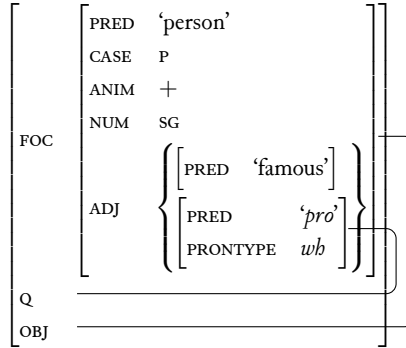 PRED ‘person’
CASE P
ANIM +
NUM SG
FOC
PRED ‘famous’
ADJ
PRED ‘pro’
PRONTYPE wh
Q
OBJ